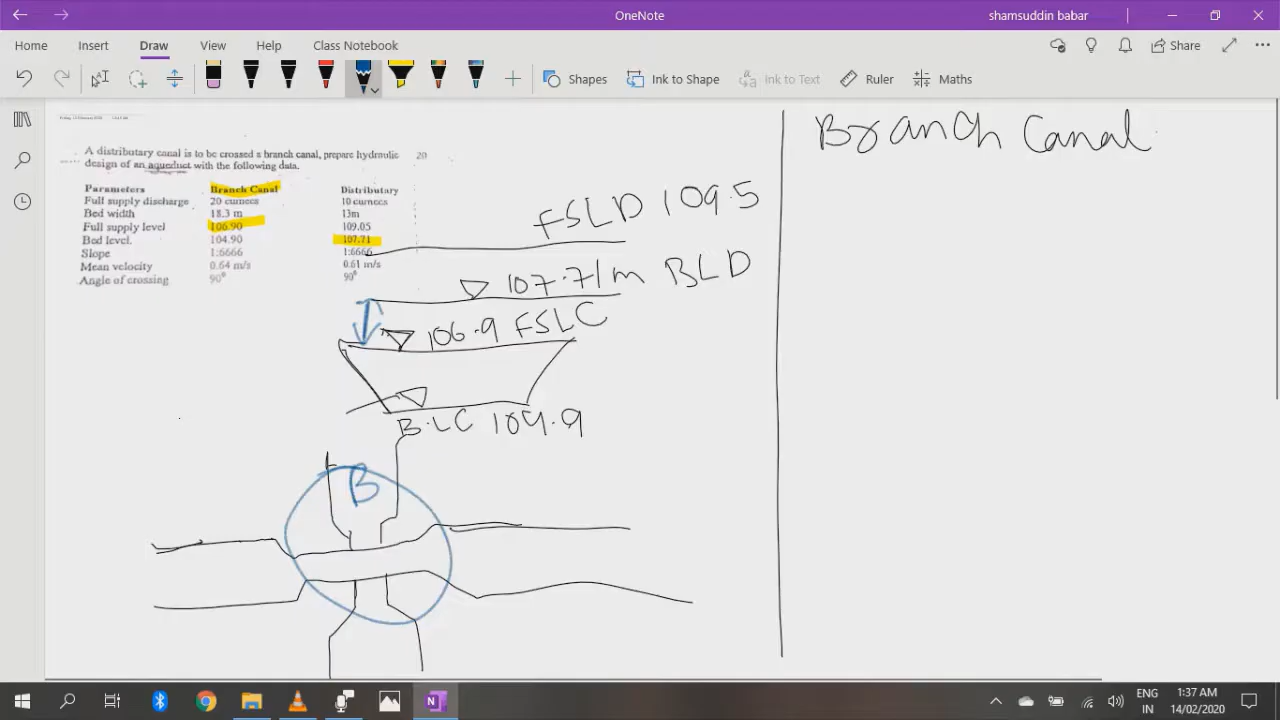 OneNote
shamsuddin babar
Home Insert Draw View Help Class Notebook
Share
Shapes
Ink to Shape
Ink to Text
Ruler
Maths
A distributary canal is to be crossed a branch canal, prepare hydraulic 20
design of an aqueduct with the following data.
Parameters Branch Canal Distributary
Full supply discharge 20 cumecs 10 cumecs
Bed width 18.3 m 13m
Full supply level 106.90 109.05
Bed level. 104.90 107.71
Slope 1:6666 1:6666
Mean velocity 0.64 m/s 0.61 m/s
Angle of crossing 90° 90°
Branch Canal
FSLD 109.5
107.71m BLD
106.9 FSLC
B.LC 104.9
B
ENG
IN
1:37 AM
14/02/2020